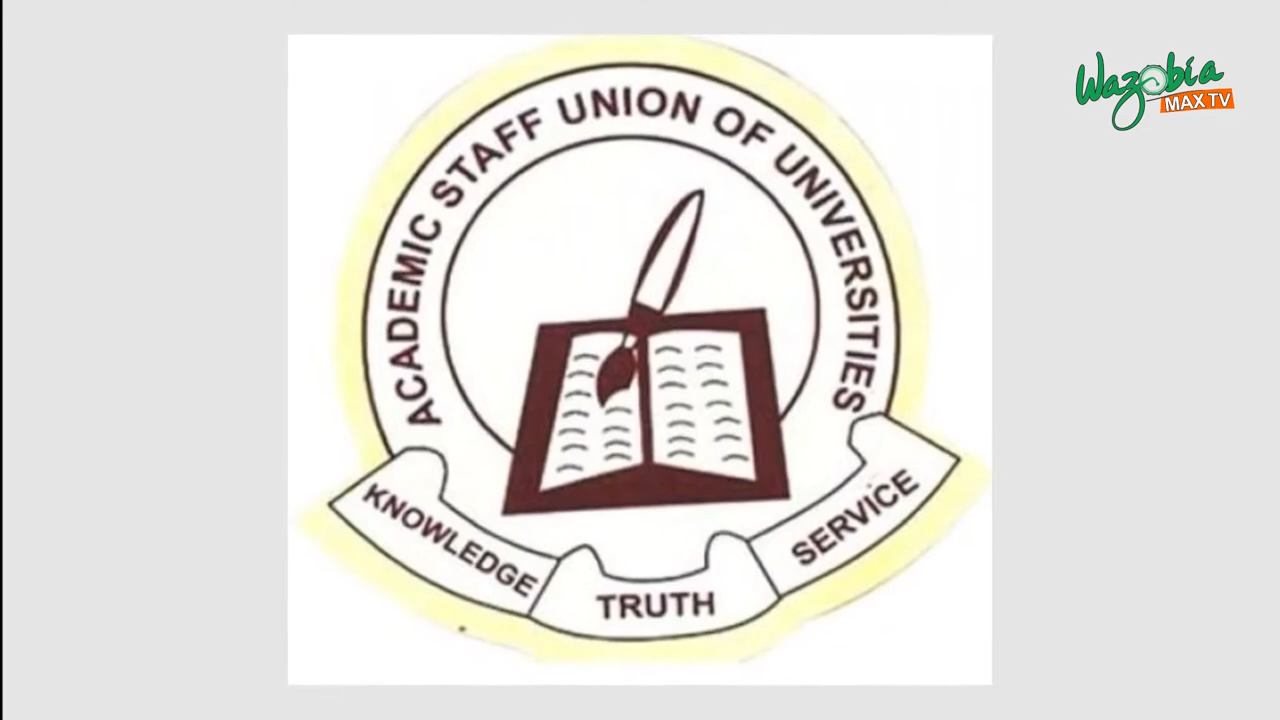 Wazobia
MAX TV
ACADEMIC STAFF UNION OF UNIVERSITIES
KNOWLEDGE
TRUTH
SERVICE